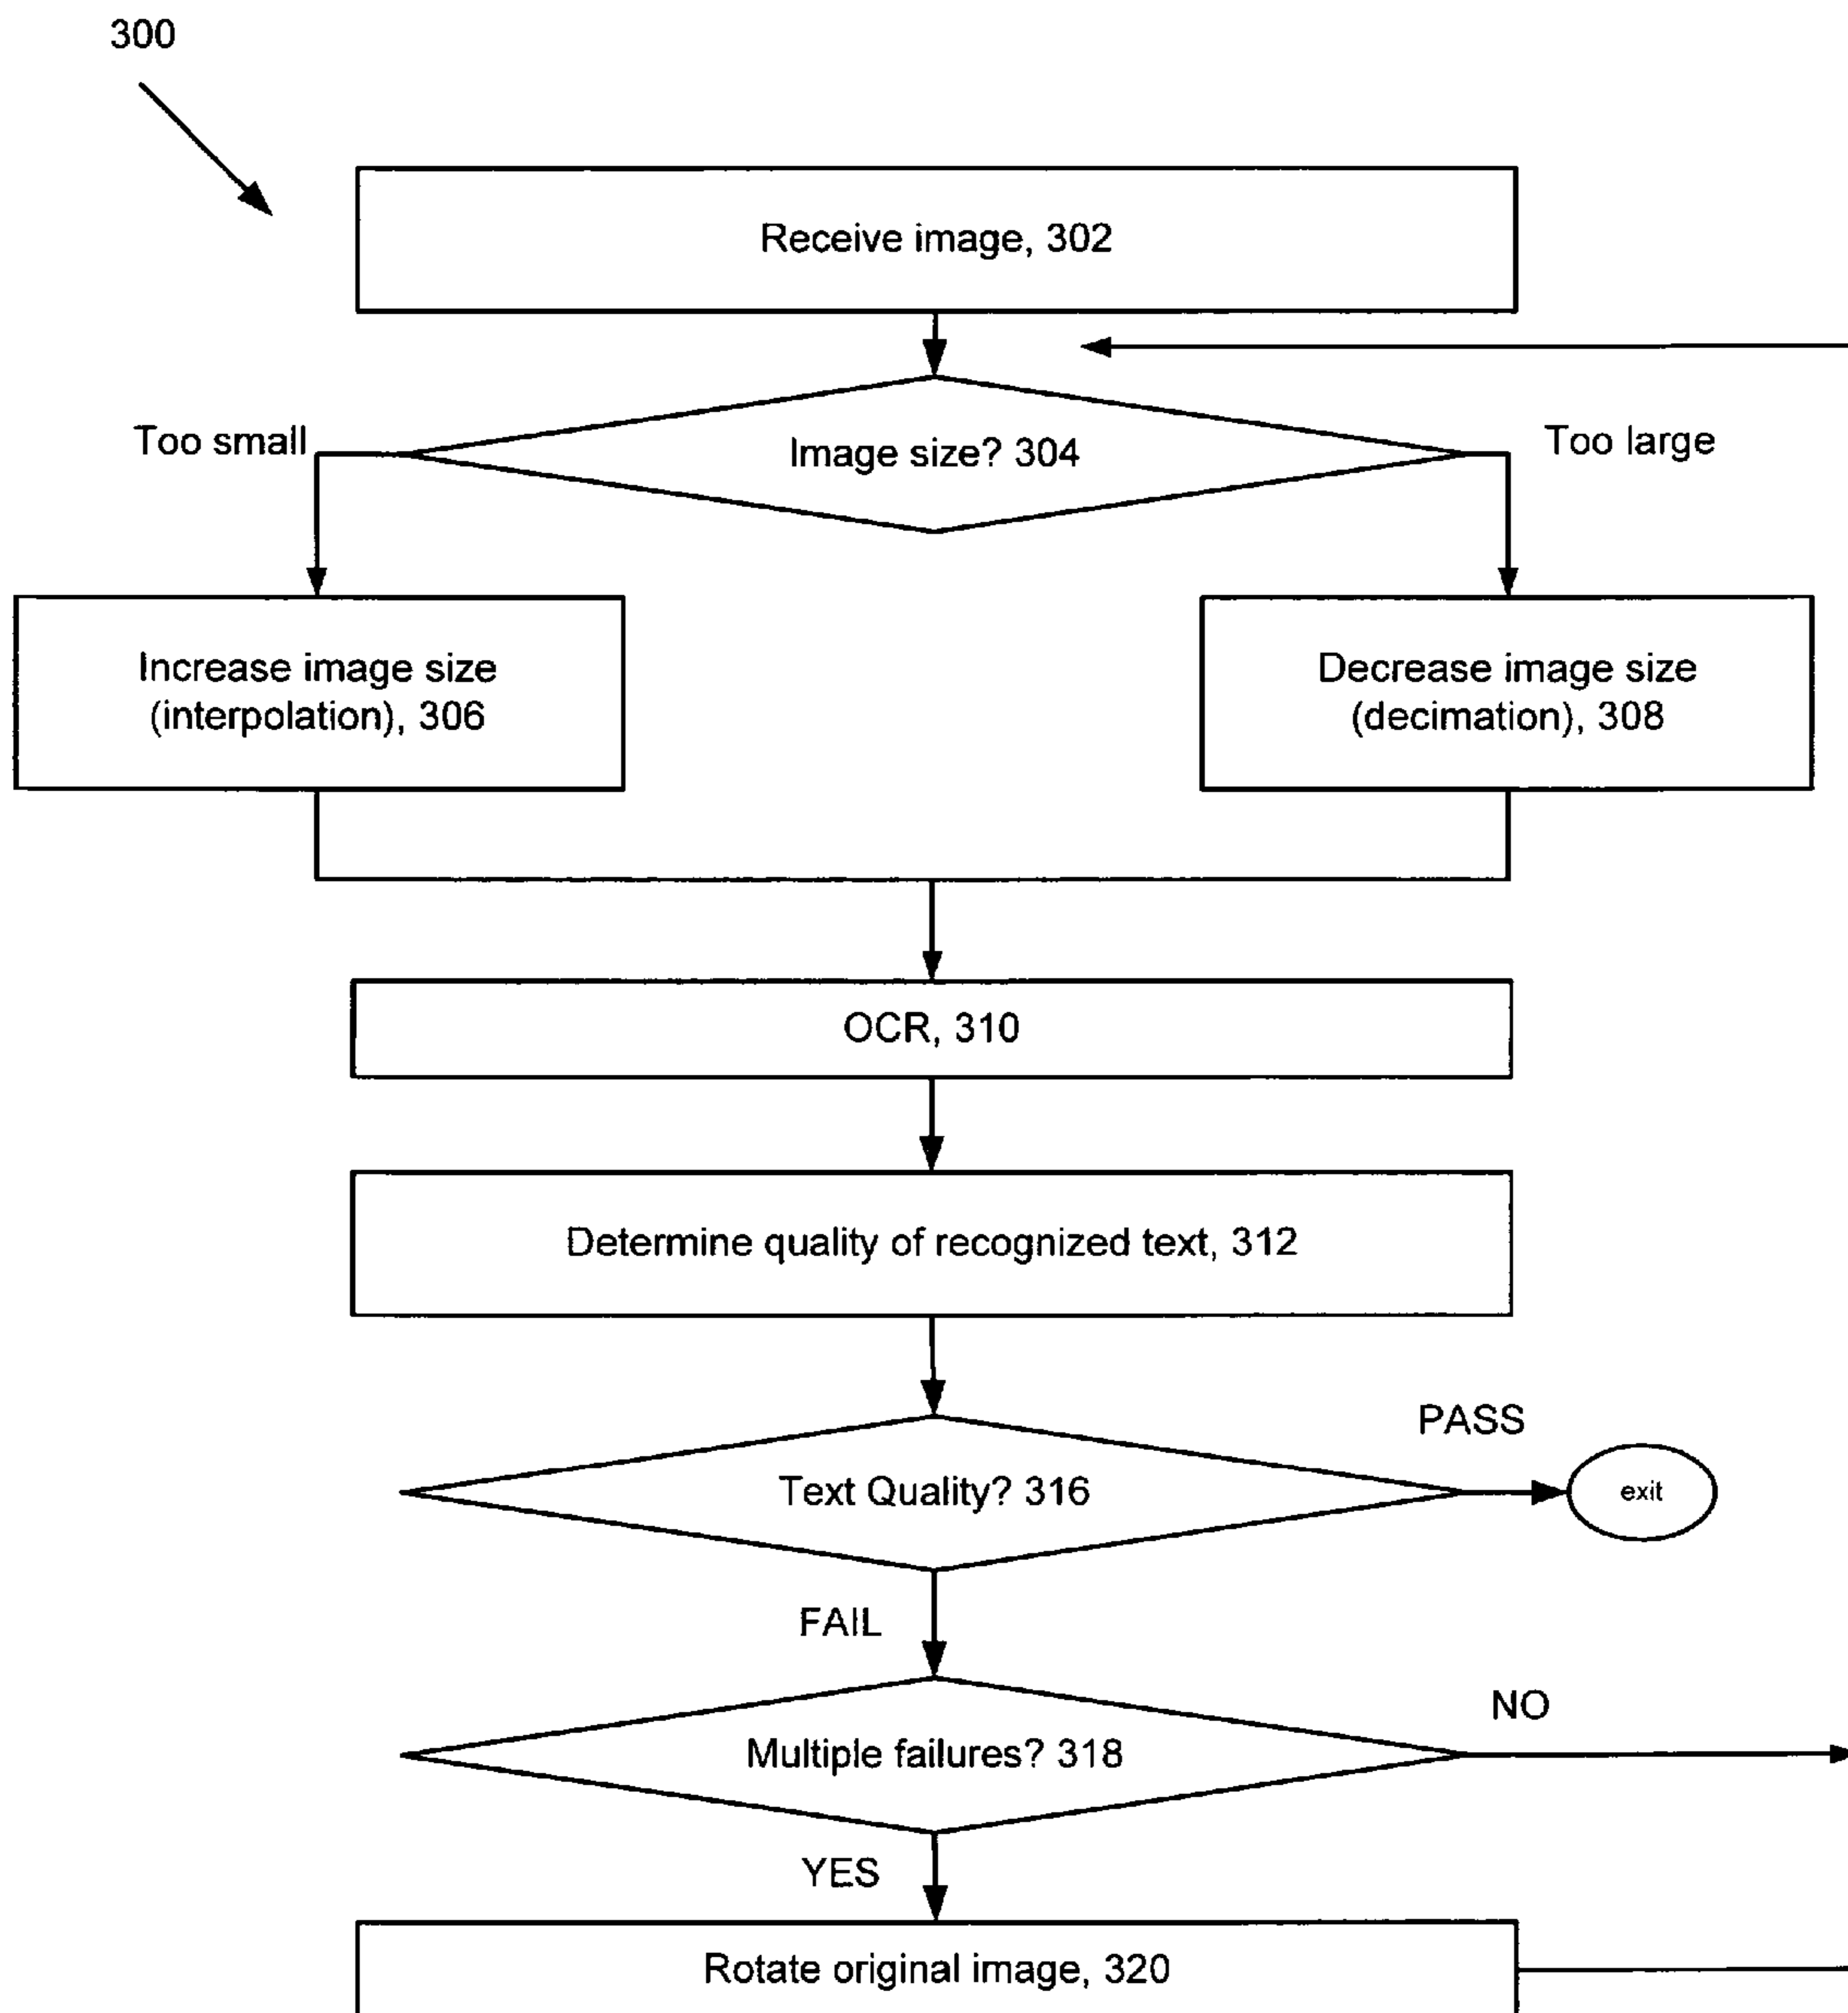 300
Receive image, 302
Too small
Image size? 304
Too large
Increase image size
(interpolation), 306
Decrease image size
(decimation), 308
OCR, 310
Determine quality of recognized text, 312
PASS
Text Quality? 316
exit
FAIL
NO
Multiple failures? 318
YES
Rotate original image, 320